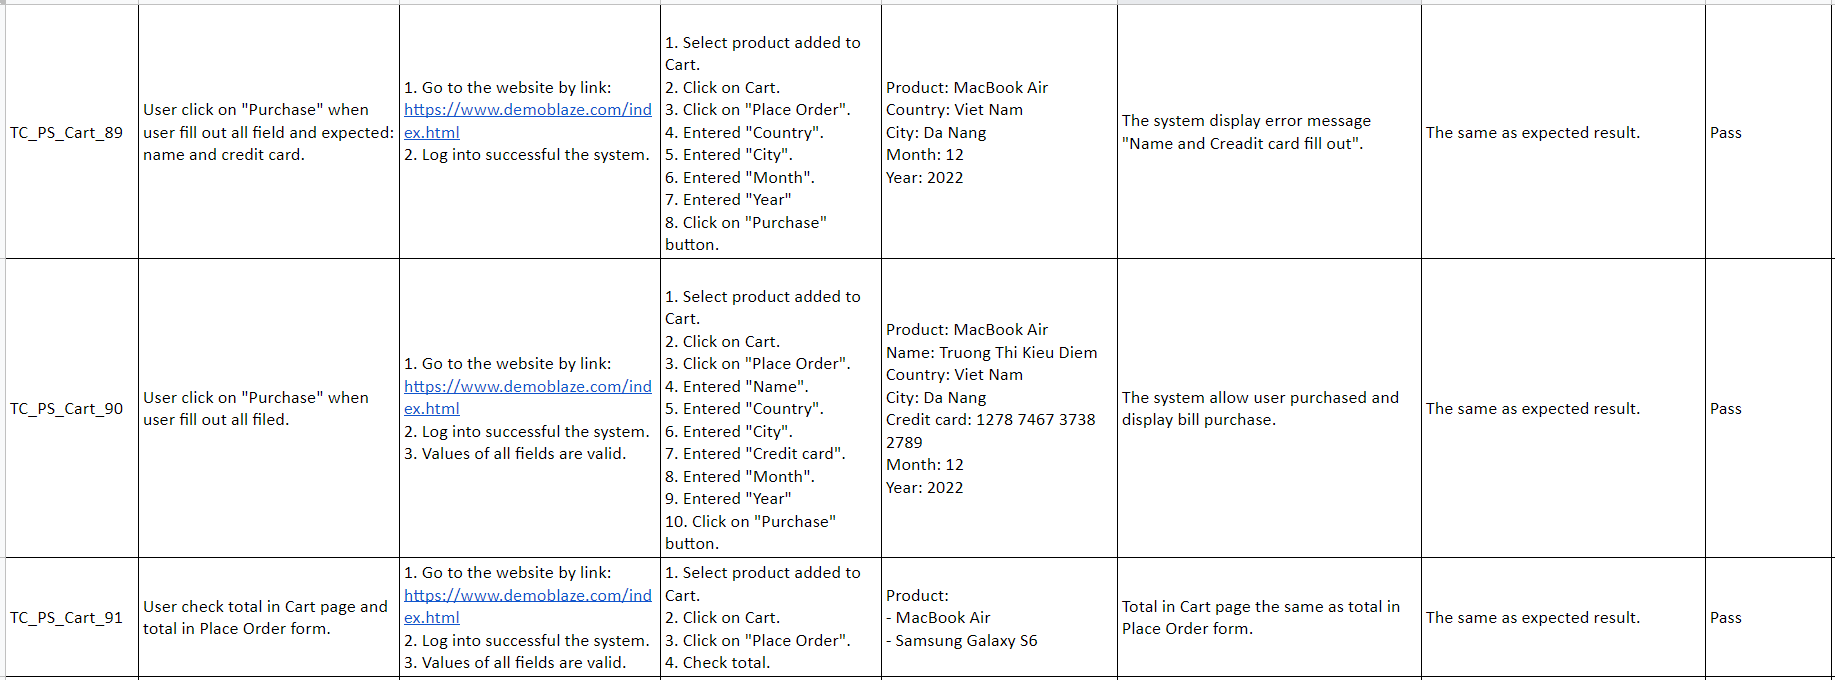 TC_PS_Cart_89
User click on "Purchase" when
user fill out all field and expected:
name and credit card.
1. Go to the website by link:
https://www.demoblaze.com/ind
ex.html
2. Log into successful the system.
1. Select product added to
Cart.
2. Click on Cart.
3. Click on "Place Order".
4. Entered "Country".
5. Entered "City".
6. Entered "Month".
7. Entered "Year"
8. Click on "Purchase"
button.
Product: MacBook Air
Country: Viet Nam
City: Da Nang
Month: 12
Year: 2022
The system display error message
"Name and Creadit card fill out".
The same as expected result.
Pass
TC_PS_Cart_90
User click on "Purchase" when
user fill out all filed.
1. Go to the website by link:
https://www.demoblaze.com/ind
ex.html
2. Log into successful the system.
3. Values of all fields are valid.
1. Select product added to
Cart.
2. Click on Cart.
3. Click on "Place Order".
4. Entered "Name".
5. Entered "Country".
6. Entered "City".
7. Entered "Credit card".
8. Entered "Month".
9. Entered "Year"
10. Click on "Purchase"
button.
Product: MacBook Air
Name: Truong Thi Kieu Diem
Country: Viet Nam
City: Da Nang
Credit card: 1278 7467 3738
2789
Month: 12
Year: 2022
The system allow user purchased and
display bill purchase.
The same as expected result.
Pass
TC_PS_Cart_91
User check total in Cart page and
total in Place Order form.
1. Go to the website by link:
https://www.demoblaze.com/ind
ex.html
2. Log into successful the system.
3. Values of all fields are valid.
1. Select product added to
Cart.
2. Click on Cart.
3. Click on "Place Order".
4. Check total.
Product:
- MacBook Air
- Samsung Galaxy S6
Total in Cart page the same as total in
Place Order form.
The same as expected result.
Pass